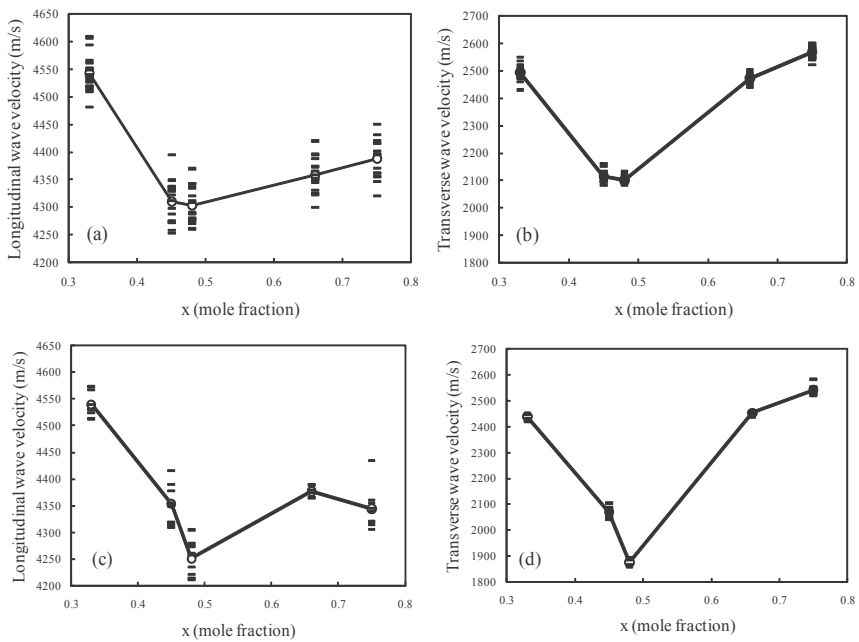 4650
4600
4550
4500
4450
4400
4350
4300
4250
4200
Longitudinal wave velocity (m/s)
(a)
0.3 0.4 0.5 0.6 0.7 0.8
x (mole fraction)
2700
2600
2500
2400
2300
2200
2100
2000
1900
1800
Transverse wave velocity (m/s)
(b)
0.3 0.4 0.5 0.6 0.7 0.8
x (mole fraction)
4650
4600
4550
4500
4450
4400
4350
4300
4250
4200
Longitudinal wave velocity (m/s)
(c)
0.3 0.4 0.5 0.6 0.7 0.8
x (mole fraction)
2700
2600
2500
2400
2300
2200
2100
2000
1900
1800
Transverse wave velocity (m/s)
(d)
0.3 0.4 0.5 0.6 0.7 0.8
x (mole fraction)